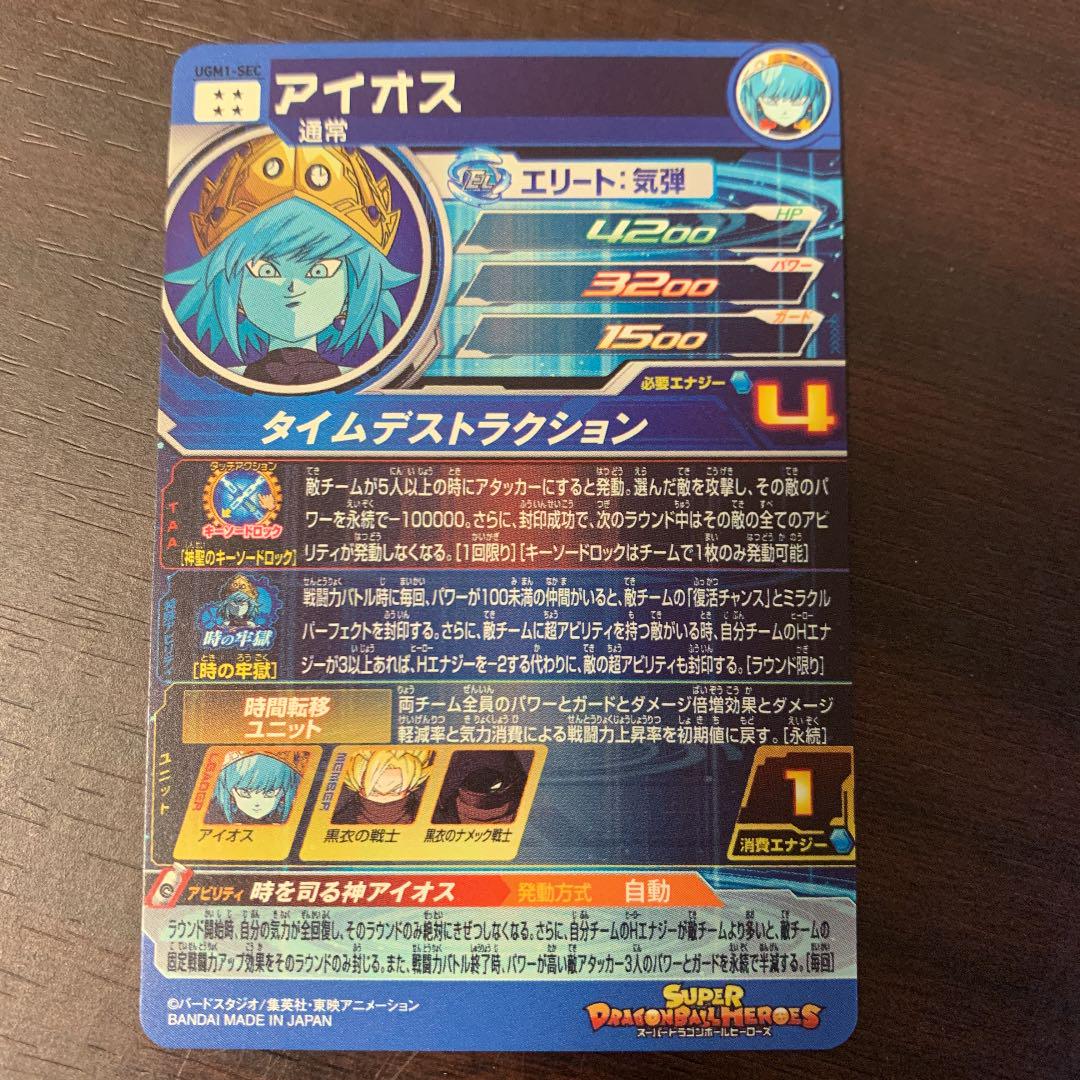 UGM1-SEC
アイオス
通常
EL エリート:気弾
HP
4200
パワー
3200
ガード
1500
必要エナジー 4
タイムデストラクション
TAA
タッチアクション
キーソードロック
[神聖のキーソードロック]
敵チームが5人以上の時にアタッカーにすると発動。選んだ敵を攻撃し、その敵のパ
ワーを永続で-100000。さらに、封印成功で、次のラウンド中はその敵の全てのアビ
リティが発動しなくなる。[1回限り][キーソードロックはチームで1枚のみ発動可能]
時の牢獄
[時の牢獄]
戦闘力バトル時に毎回、パワーが100未満の仲間がいると、敵チームの「復活チャンス」とミラクル
パーフェクトを封印する。さらに、敵チームに超アビリティを持つ敵がいる時、自分チームのHエナ
ジーが3以上あれば、Hエナジーを-2する代わりに、敵の超アビリティも封印する。[ラウンド限り]
ユニット
時間転移
ユニット
両チーム全員のパワーとガードとダメージ倍増効果とダメージ
軽減率と気力消費による戦闘力上昇率を初期値に戻す。[永続]
LEADER
アイオス
MEMBER
黒衣の戦士
黒衣のナメック戦士
1
消費エナジー
アビリティ 時を司る神アイオス 発動方式 自動
ラウンド開始時、自分の気力が全回復し、そのラウンドのみ絶対にきぜつしなくなる。さらに、自分チームのHエナジーが敵チームより多いと、敵チームの
固定戦闘力アップ効果をそのラウンドのみ封じる。また、戦闘力バトル終了時、パワーが高い敵アタッカー3人のパワーとガードを永続で半減する。[毎回]
©バードスタジオ/集英社・東映アニメーション
BANDAI MADE IN JAPAN
SUPER
DRAGONBALL HEROES
スーパードラゴンボールヒーローズ